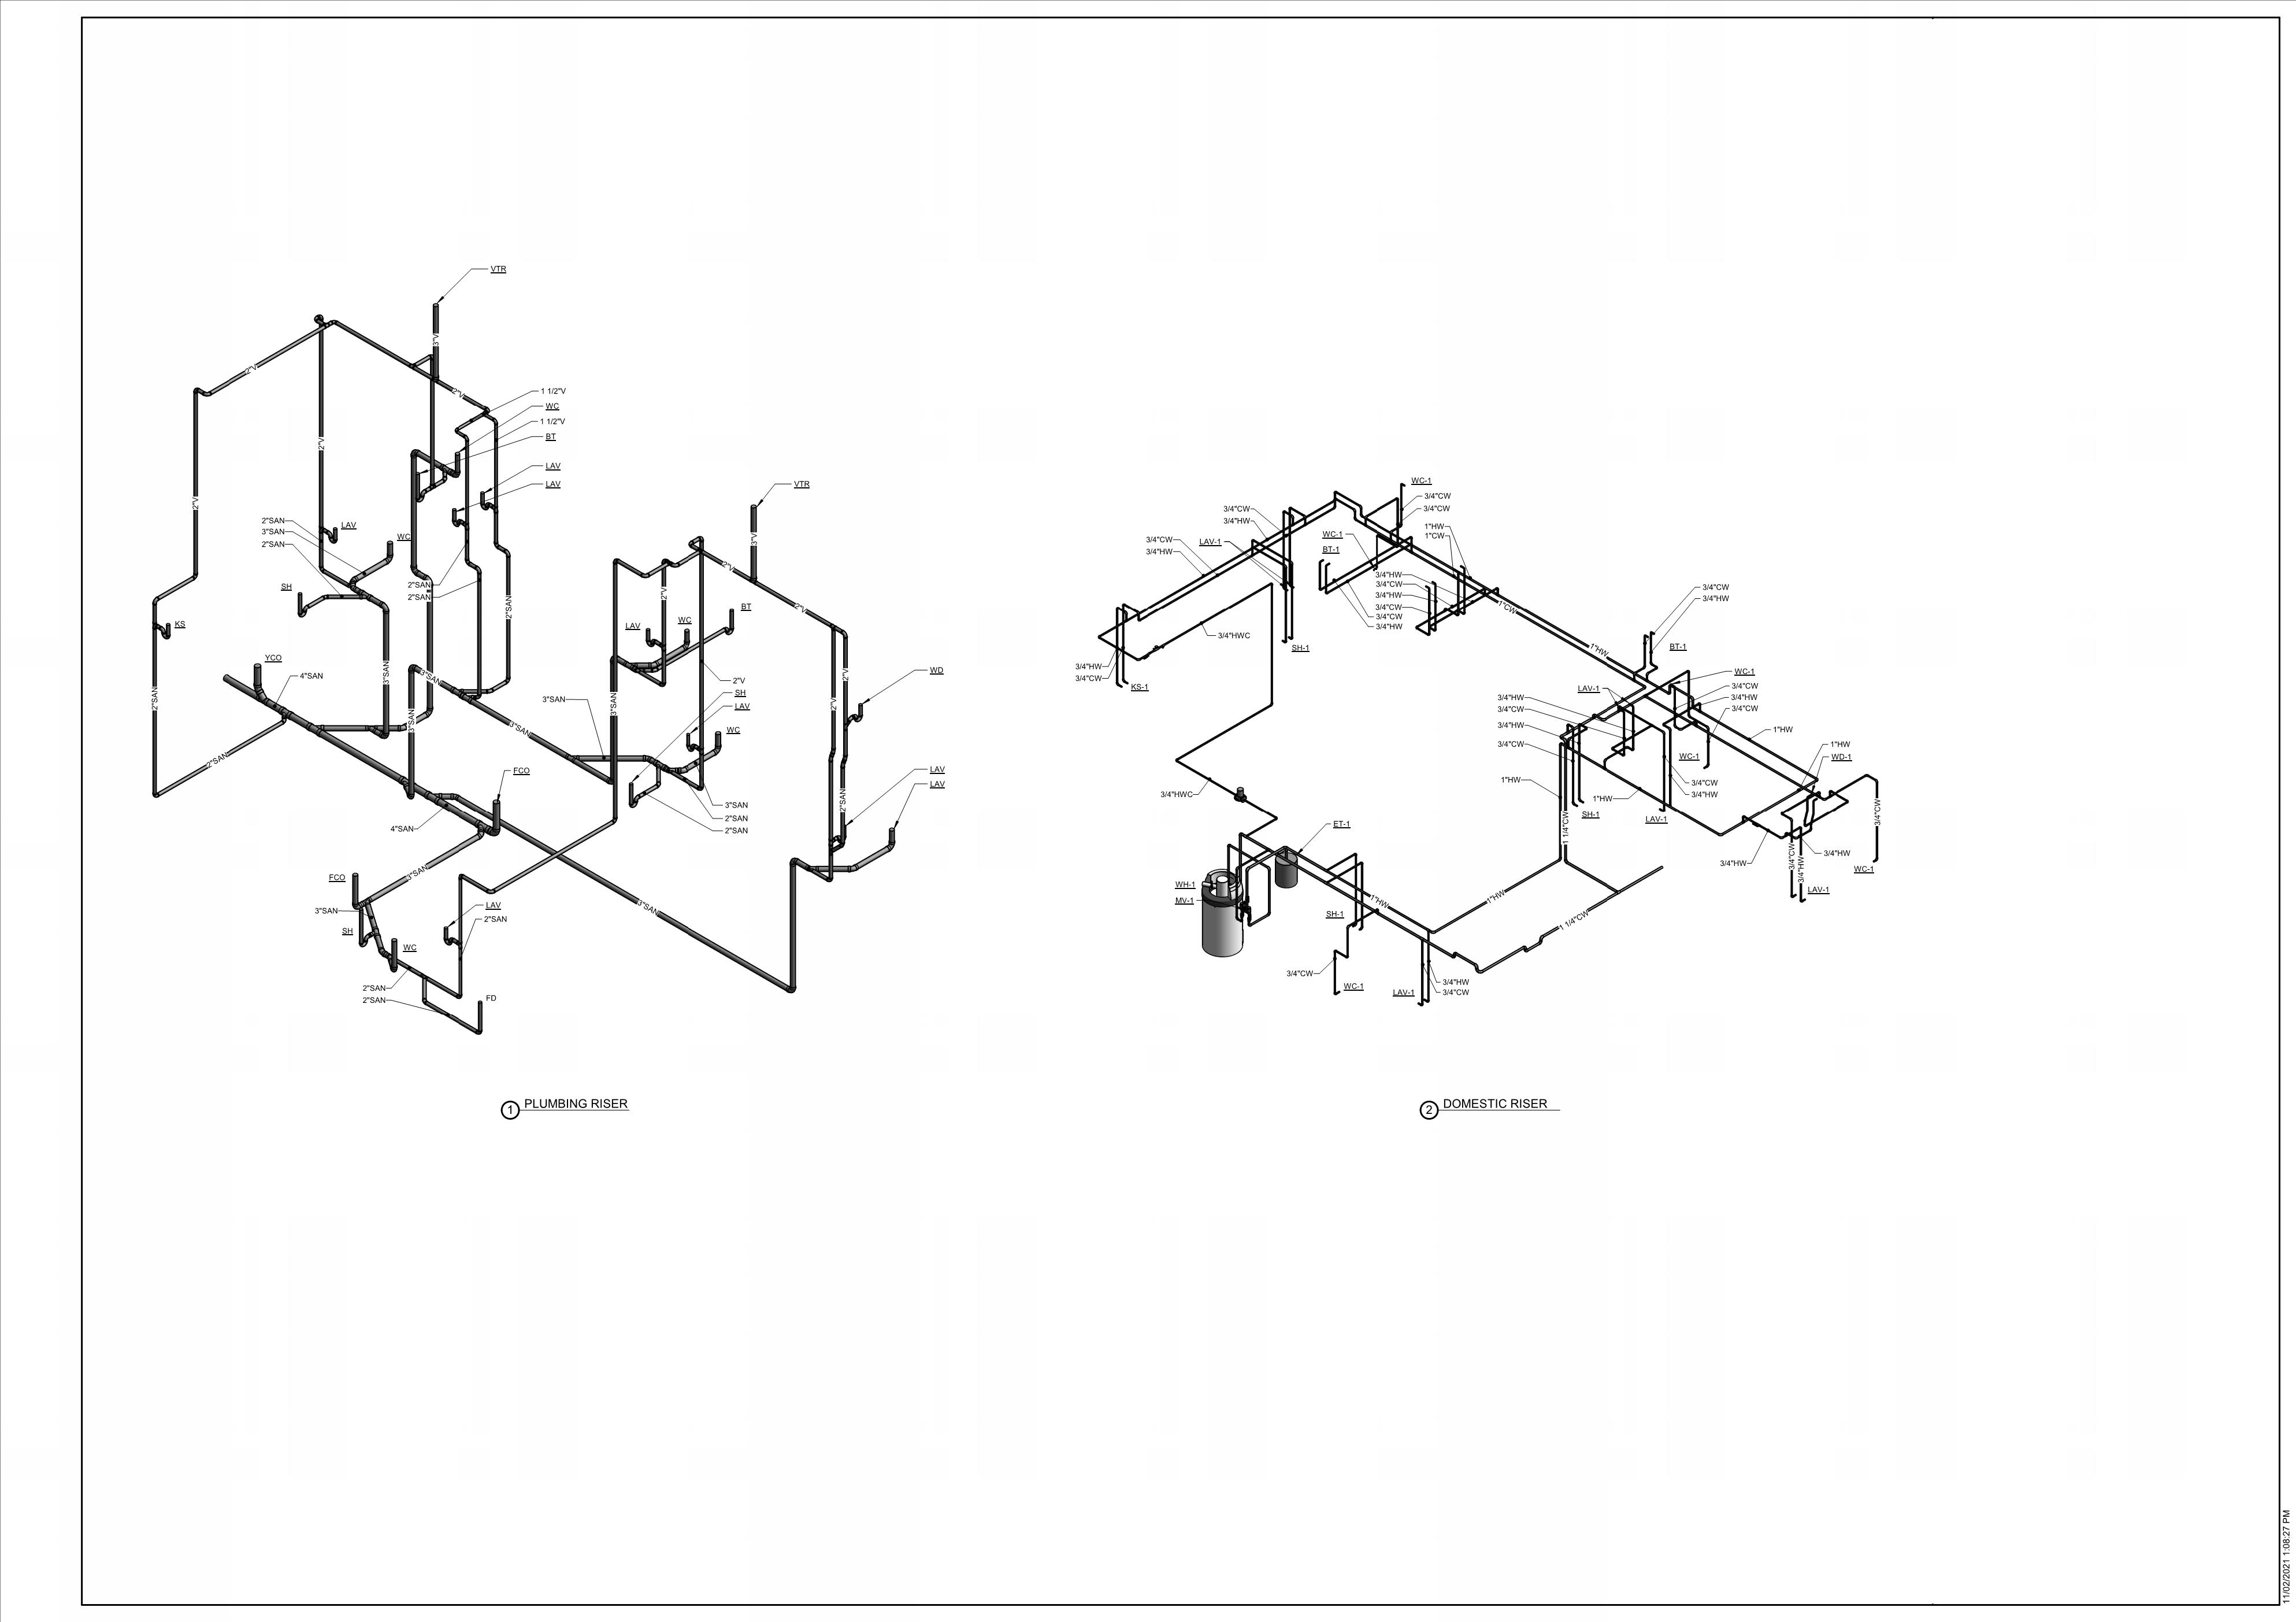 VTR
3"V
2"V
2"V
1 1/2"V
WC
1 1/2"V
BT
LAV
LAV
2"V
2"V
VTR
3"V
2"SAN
LAV
3"SAN
WC
2"SAN
2"V
2"SAN
2"SAN
SH
2"V
2"V
BT
2"SAN
KS
LAV
WC
YCO
4"SAN
3"SAN
3"SAN
2"V
2"V
WD
2"SAN
SH
3"SAN
3"SAN
LAV
2"V
3"SAN
3"SAN
WC
2"SAN
FCO
LAV
LAV
3"SAN
2"SAN
2"SAN
2"SAN
4"SAN
3"SAN
FCO
LAV
3"SAN
3"SAN
2"SAN
SH
WC
2"SAN
2"SAN
FD
1 PLUMBING RISER
WC-1
3/4"CW
3/4"CW
3/4"CW
3/4"HW
1"HW
1"CW
WC-1
LAV-1
BT-1
3/4"CW
3/4"HW
3/4"HW
3/4"CW
3/4"HW
3/4"CW
3/4"CW
3/4"HW
1"CW
3/4"CW
3/4"HW
3/4"HWC
SH-1
1"HW
BT-1
3/4"HW
3/4"CW
KS-1
WC-1
3/4"CW
3/4"HW
3/4"CW
LAV-1
3/4"HW
3/4"CW
3/4"HW
3/4"CW
1"HW
1"HW
WD-1
WC-1
3/4"CW
3/4"HW
1"HW
1"HW
3/4"HWC
SH-1
LAV-1
3/4"CW
1 1/4"CW
ET-1
3/4"HW
3/4"HW
3/4"CW
3/4"HW
WC-1
LAV-1
WH-1
MV-1
1"HW
1"HW
SH-1
1 1/4"CW
3/4"CW
WC-1
3/4"HW
LAV-1
3/4"CW
2 DOMESTIC RISER
11/02/2021 1:08:27 PM